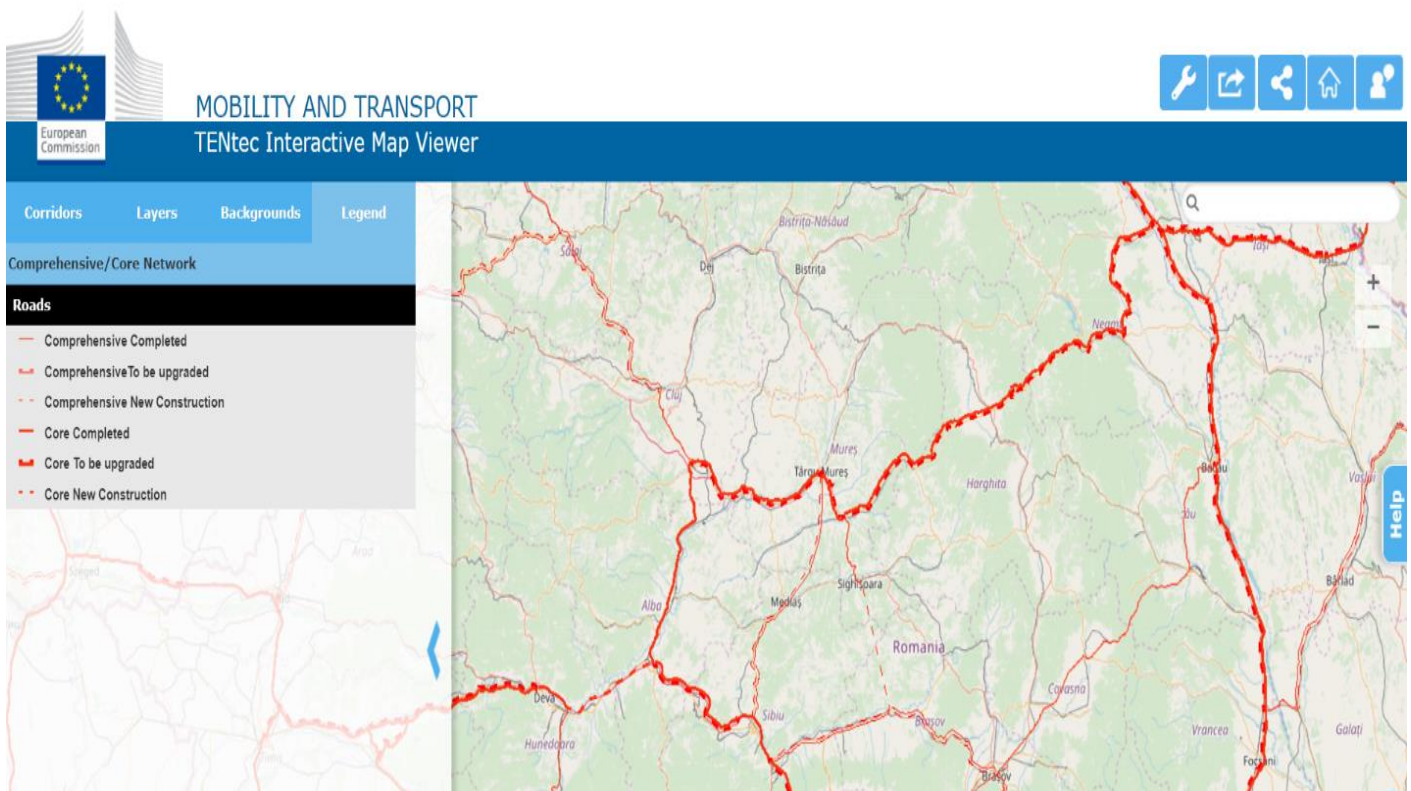 European
Commission
MOBILITY AND TRANSPORT
TENtec Interactive Map Viewer
Corridors Layers Backgrounds Legend
Comprehensive/Core Network
Roads
Comprehensive Completed
ComprehensiveTo be upgraded
Comprehensive New Construction
Core Completed
Core To be upgraded
Core New Construction
Bistrița-Năsăud
Iași
Dej
Bistrița
Neamț
Cluj
Mureș
Târgu Mureș
Harghita
Bacău
Vaslui
Help
Arad
Szeged
Sighișoara
Bârlad
Alba
Mediaș
Romania
Covasna
Deva
Sibiu
Brașov
Vrancea
Galați
Hunedoara
Focșani
Brașov